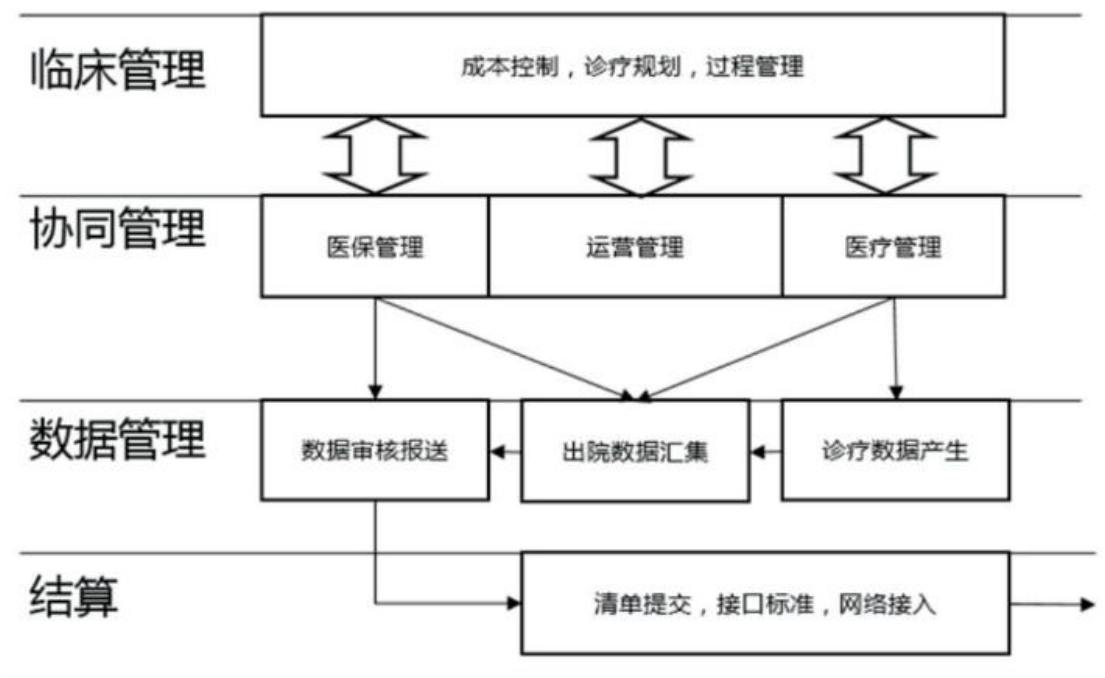 临床管理
成本控制，诊疗规划，过程管理
协同管理
医保管理
运营管理
医疗管理
数据管理
数据审核报送
出院数据汇集
诊疗数据产生
结算
清单提交，接口标准，网络接入